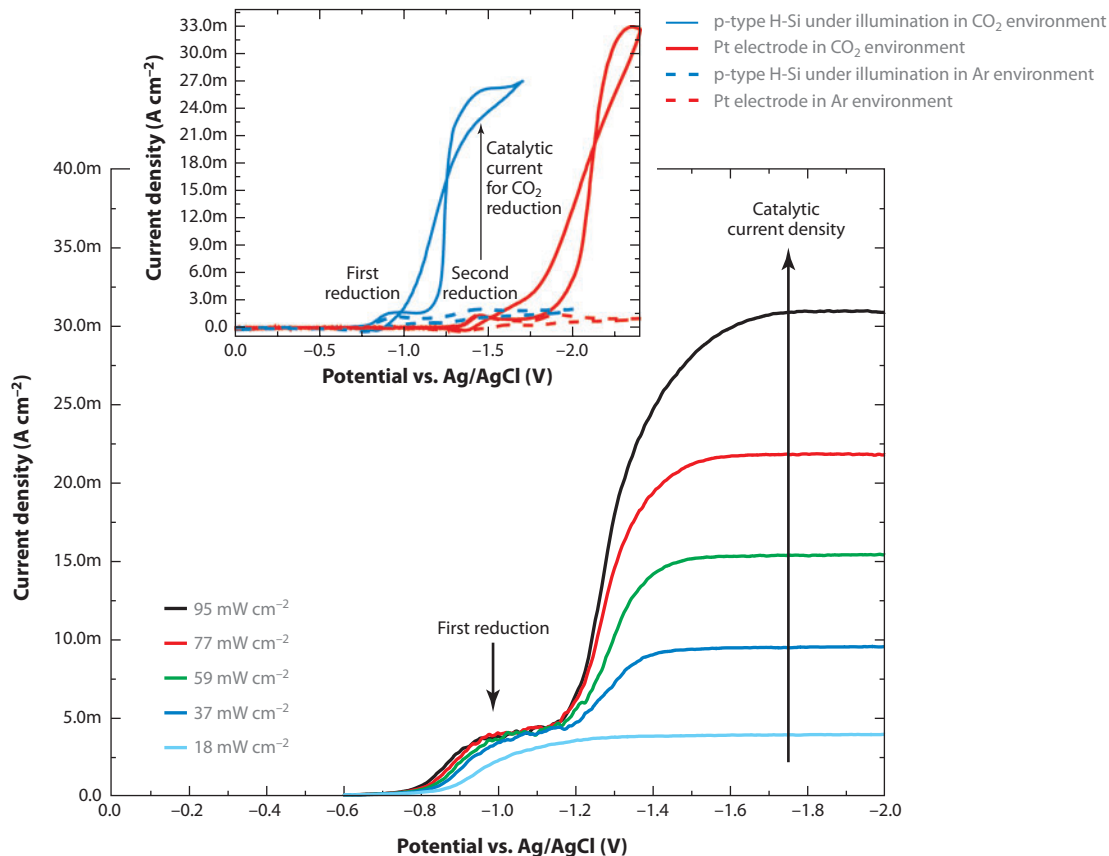 p-type H-Si under illumination in CO₂ environment
Pt electrode in CO₂ environment
p-type H-Si under illumination in Ar environment
Pt electrode in Ar environment
33.0m
30.0m
27.0m
24.0m
21.0m
18.0m
15.0m
12.0m
9.0m
6.0m
3.0m
0.0
Current density (A cm⁻²)
Catalytic
current
for CO₂
reduction
First
reduction
Second
reduction
0.0
−0.5
−1.0
−1.5
−2.0
Potential vs. Ag/AgCl (V)
40.0m
35.0m
30.0m
25.0m
20.0m
15.0m
10.0m
5.0m
0.0
Current density (A cm⁻²)
Catalytic
current density
First reduction
95 mW cm⁻²
77 mW cm⁻²
59 mW cm⁻²
37 mW cm⁻²
18 mW cm⁻²
0.0
−0.2
−0.4
−0.6
−0.8
−1.0
−1.2
−1.4
−1.6
−1.8
−2.0
Potential vs. Ag/AgCl (V)